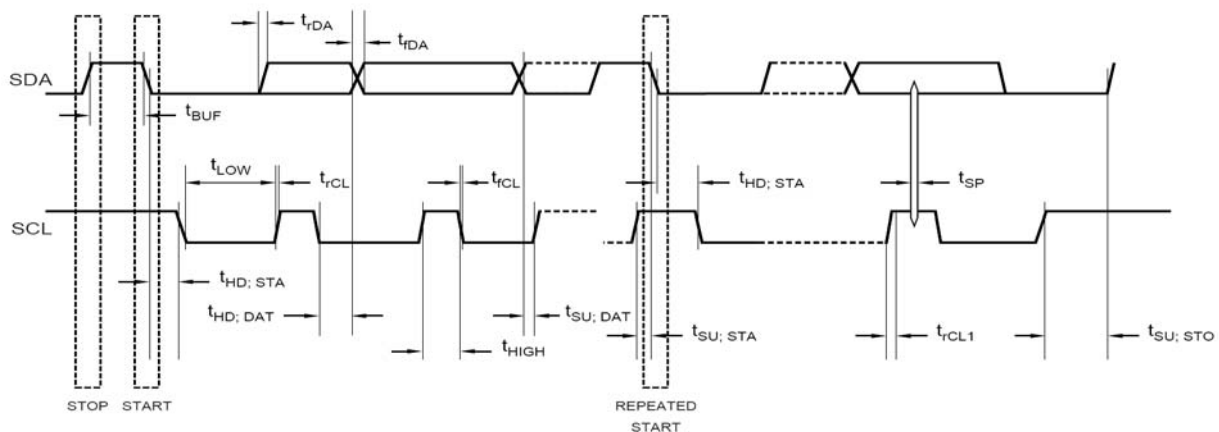 t_rDA
t_fDA
SDA
t_BUF
t_LOW
t_rCL
t_fCL
t_HD; STA
t_SP
SCL
t_HD; STA
t_HD; DAT
t_SU; DAT
t_HIGH
t_SU; STA
t_rCL1
t_SU; STO
STOP START
REPEATED
START